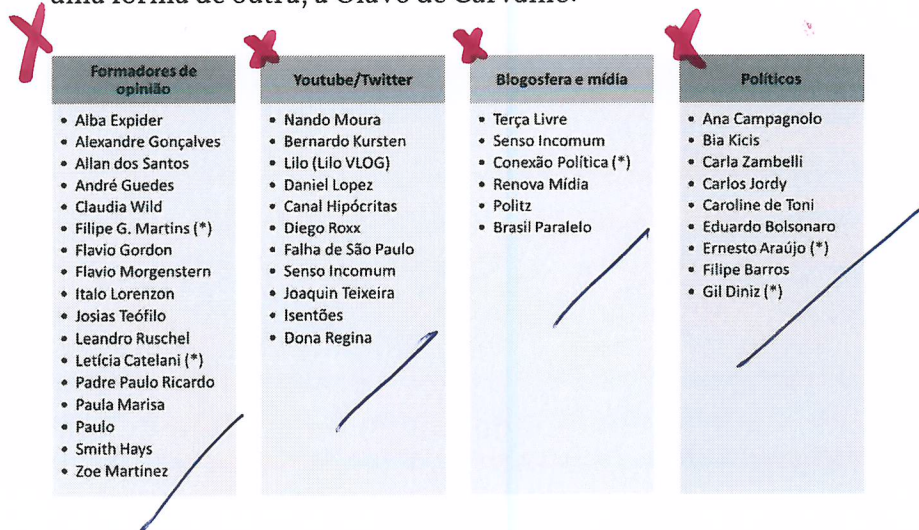 uma forma de outra, a Olavo de Carvalho.
Formadores de
opinião
• Alba Expider
• Alexandre Gonçalves
• Allan dos Santos
• André Guedes
• Claudia Wild
• Filipe G. Martins (*)
• Flavio Gordon
• Flavio Morgenstern
• Italo Lorenzon
• Josias Teófilo
• Leandro Ruschel
• Letícia Catelani (*)
• Padre Paulo Ricardo
• Paula Marisa
• Paulo
• Smith Hays
• Zoe Martinez
Youtube/Twitter
• Nando Moura
• Bernardo Kursten
• Lilo (Lilo VLOG)
• Daniel Lopez
• Canal Hipócritas
• Diego Roxx
• Falha de São Paulo
• Senso Incomum
• Joaquin Teixeira
• Isentões
• Dona Regina
Blogosfera e mídia
• Terça Livre
• Senso Incomum
• Conexão Política (*)
• Renova Mídia
• Politz
• Brasil Paralelo
Políticos
• Ana Campagnolo
• Bia Kicis
• Carla Zambelli
• Carlos Jordy
• Caroline de Toni
• Eduardo Bolsonaro
• Ernesto Araújo (*)
• Filipe Barros
• Gil Diniz (*)